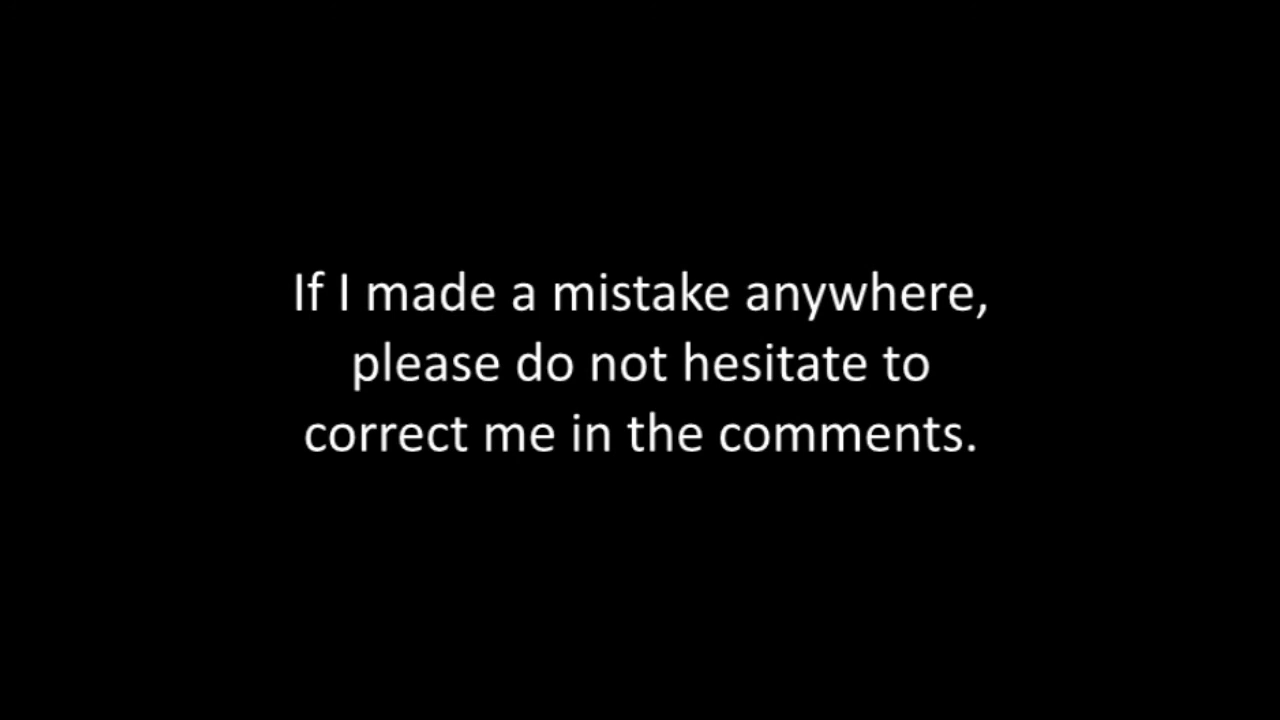 If I made a mistake anywhere,
please do not hesitate to
correct me in the comments.